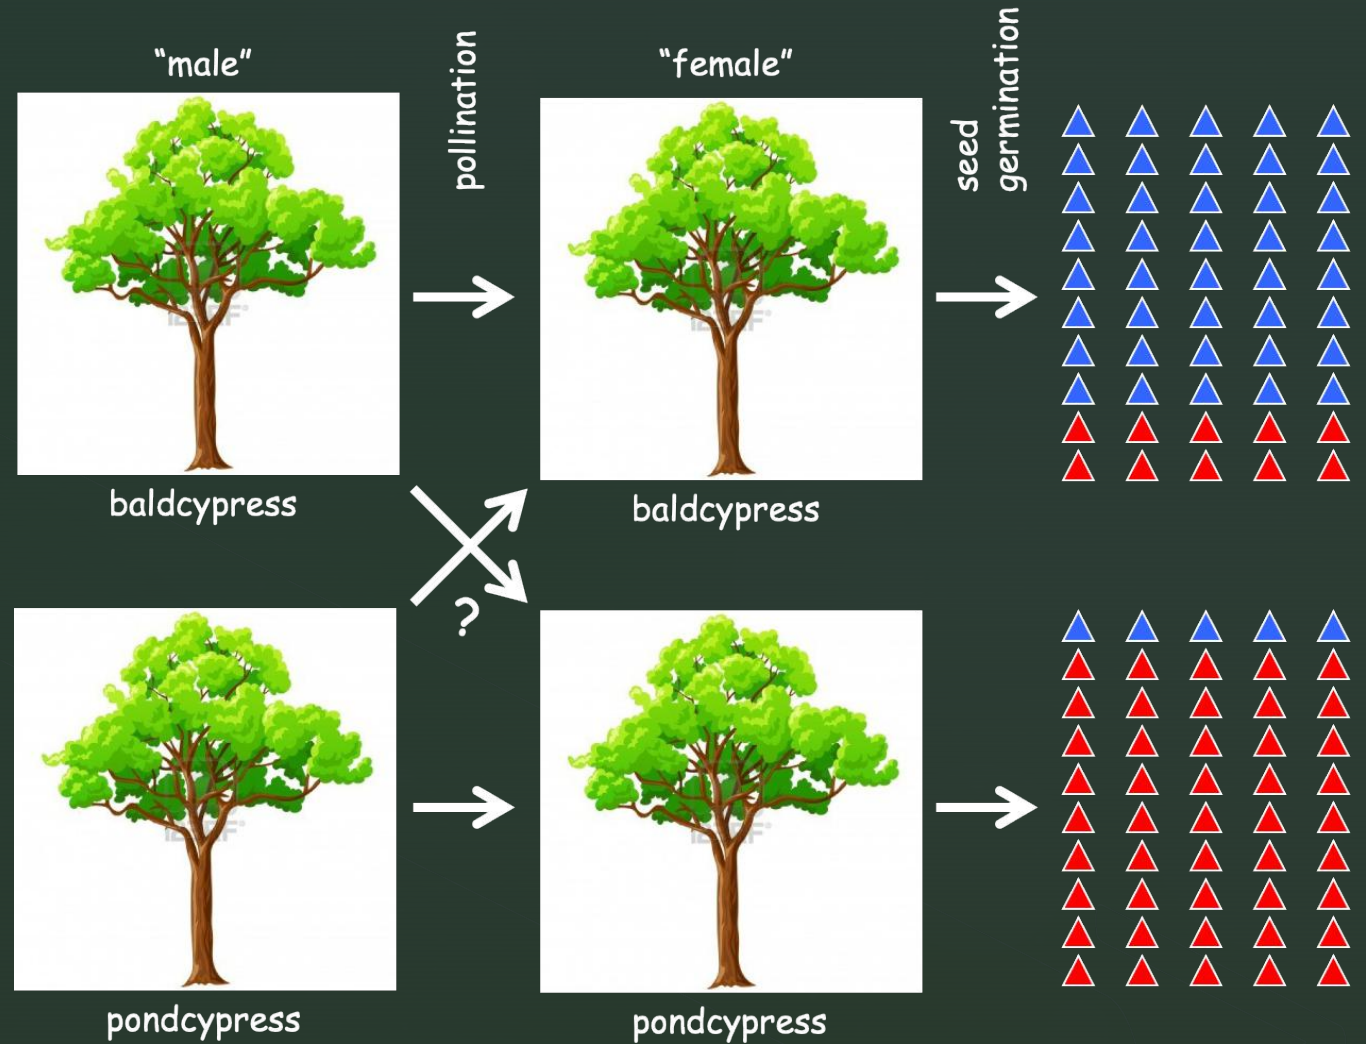 “male”
pollination
“female”
seed
germination
baldcypress
baldcypress
?
pondcypress
pondcypress